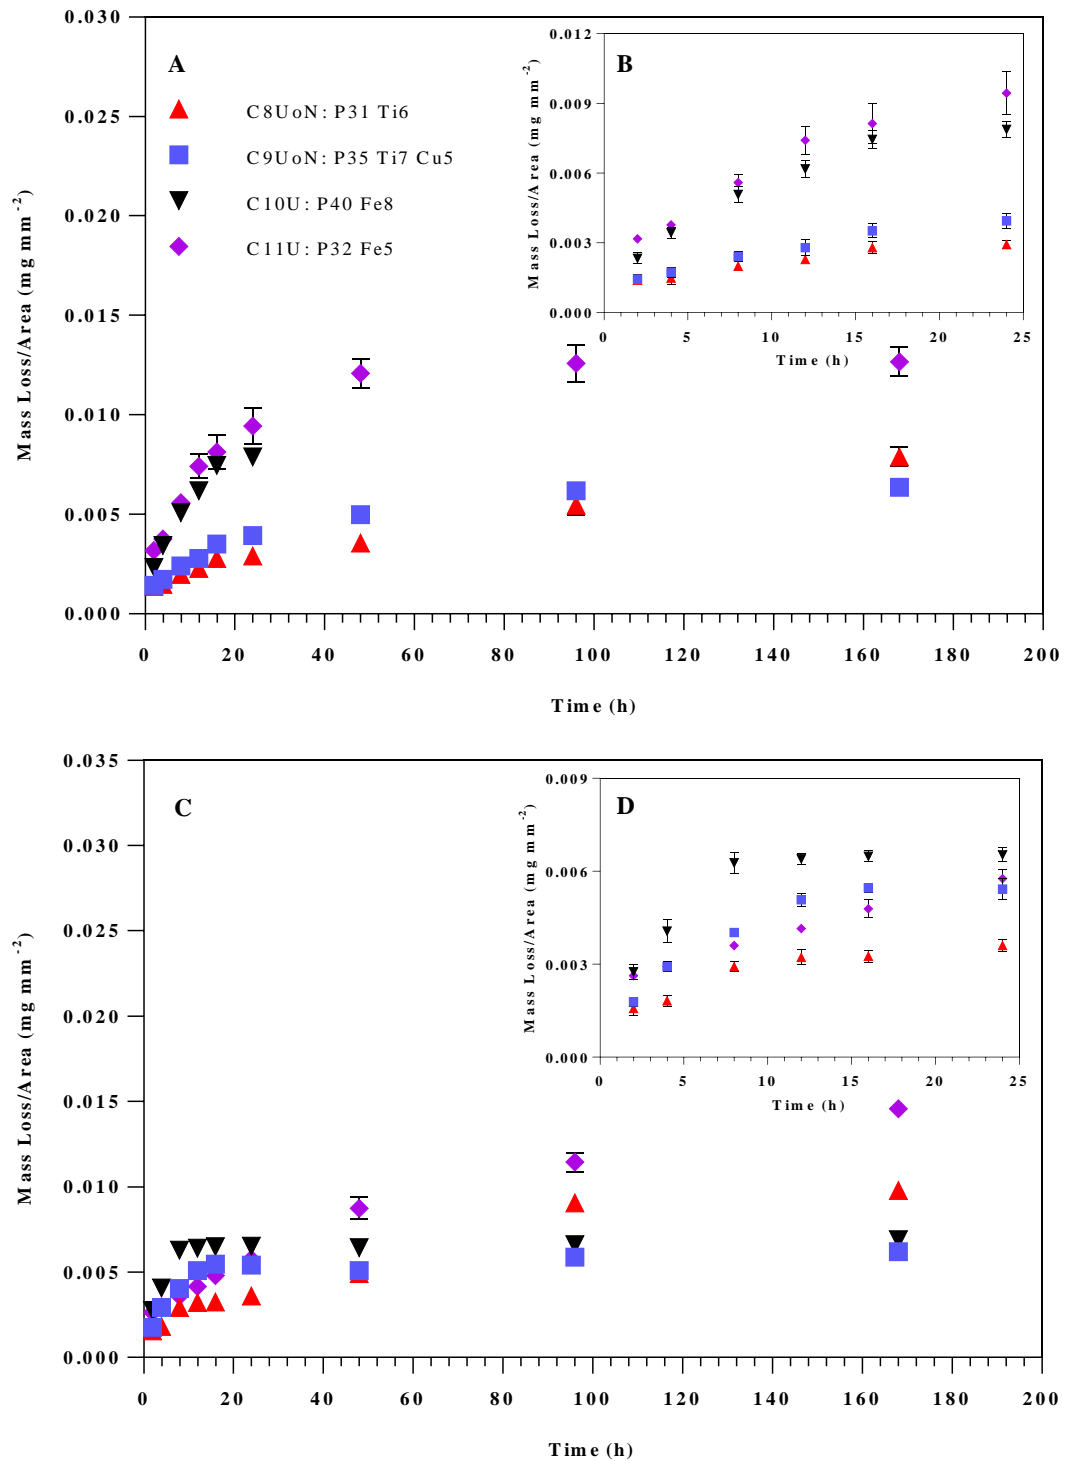 A
C8UoN: P31 Ti6
C9UoN: P35 Ti7 Cu5
C10U: P40 Fe8
C11U: P32 Fe5
Mass Loss/Area (mg mm-2)
0.030
0.025
0.020
0.015
0.010
0.005
0.000
0 20 40 60 80 100 120 140 160 180 200
Time (h)
B
Mass Loss/Area (mg mm-2)
0.012
0.009
0.006
0.003
0.000
0 5 10 15 20 25
Time (h)
C
Mass Loss/Area (mg mm-2)
0.035
0.030
0.025
0.020
0.015
0.010
0.005
0.000
0 20 40 60 80 100 120 140 160 180 200
Time (h)
D
Mass Loss/Area (mg mm-2)
0.009
0.006
0.003
0.000
0 5 10 15 20 25
Time (h)